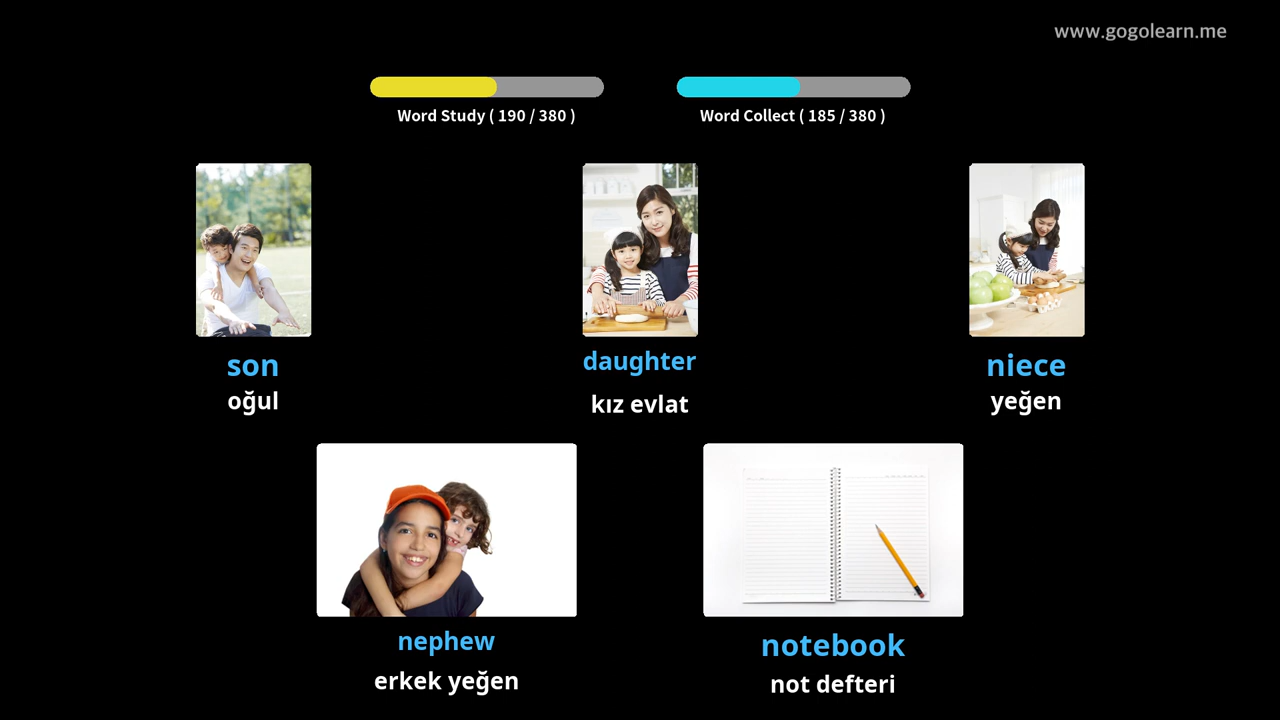 www.gogolearn.me
Word Study ( 190 / 380 )
Word Collect ( 185 / 380 )
son
oğul
daughter
kız evlat
niece
yeğen
nephew
erkek yeğen
notebook
not defteri